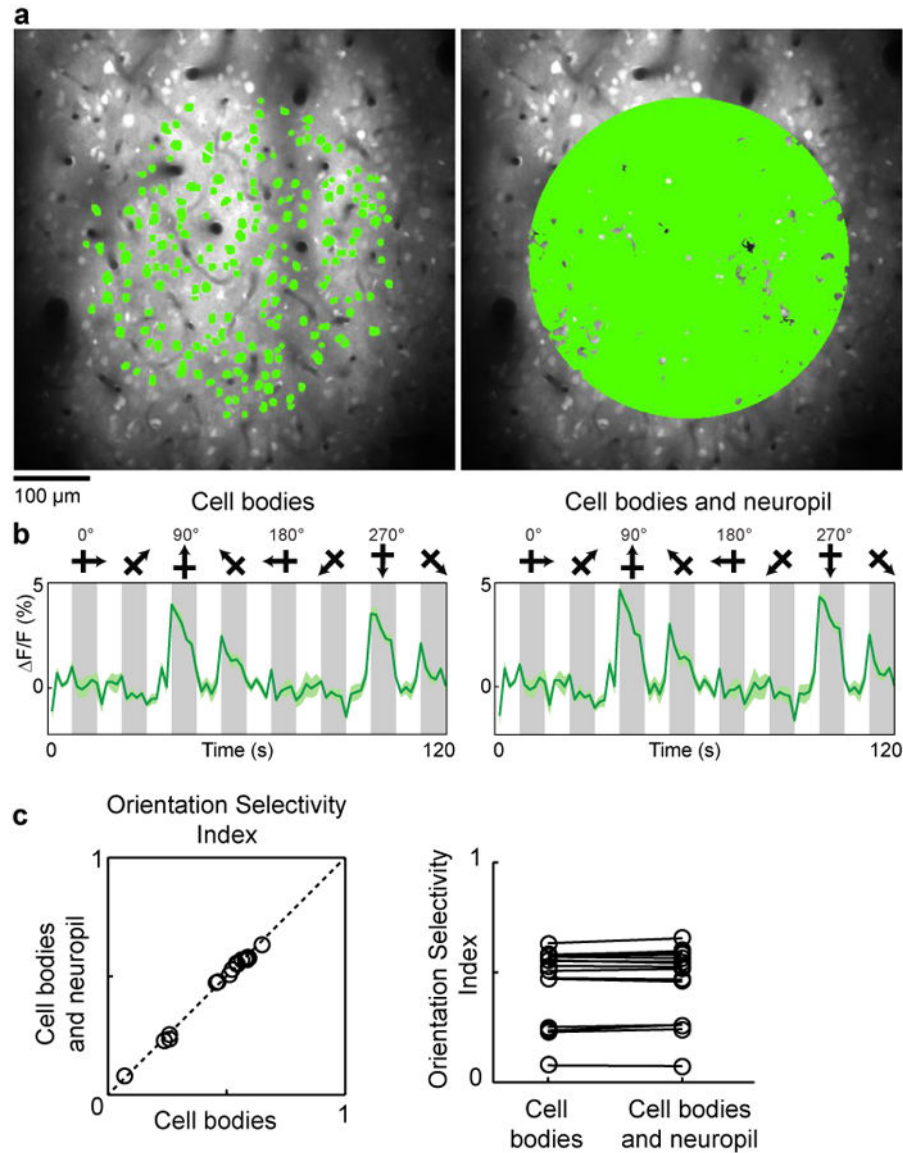 a
100 µm
Cell bodies
Cell bodies and neuropil
b
0° 90° 180° 270°
0° 90° 180° 270°
5
0
ΔF/F (%)
0 Time (s) 120
5
0
0 Time (s) 120
c
Orientation Selectivity
Index
1
Cell bodies
and neuropil
0
Cell bodies
1
Orientation Selectivity
Index
1
0
Cell
bodies
Cell bodies
and neuropil